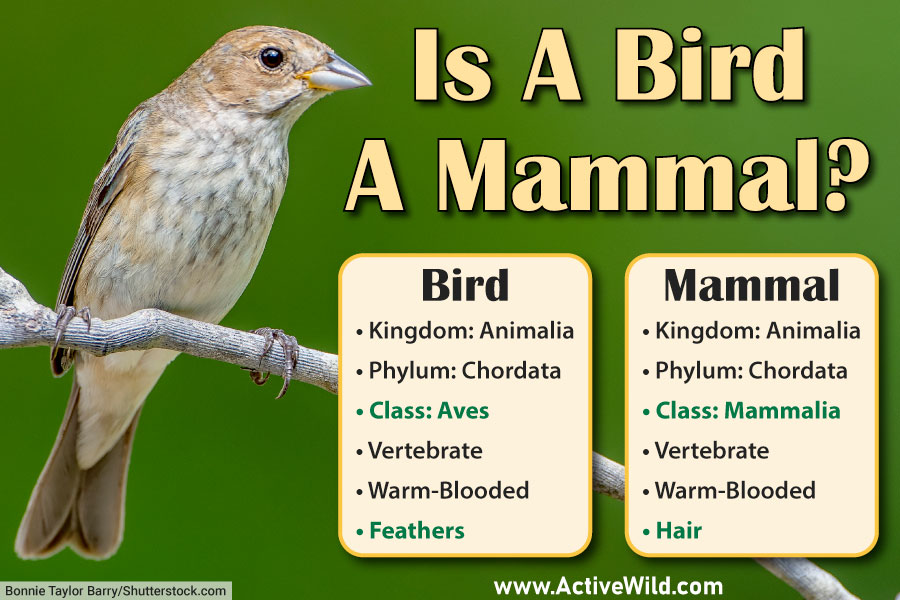 Is A Bird
A Mammal?
Bird
• Kingdom: Animalia
• Phylum: Chordata
• Class: Aves
• Vertebrate
• Warm-Blooded
• Feathers
Mammal
• Kingdom: Animalia
• Phylum: Chordata
• Class: Mammalia
• Vertebrate
• Warm-Blooded
• Hair
Bonnie Taylor Barry/Shutterstock.com
www.ActiveWild.com